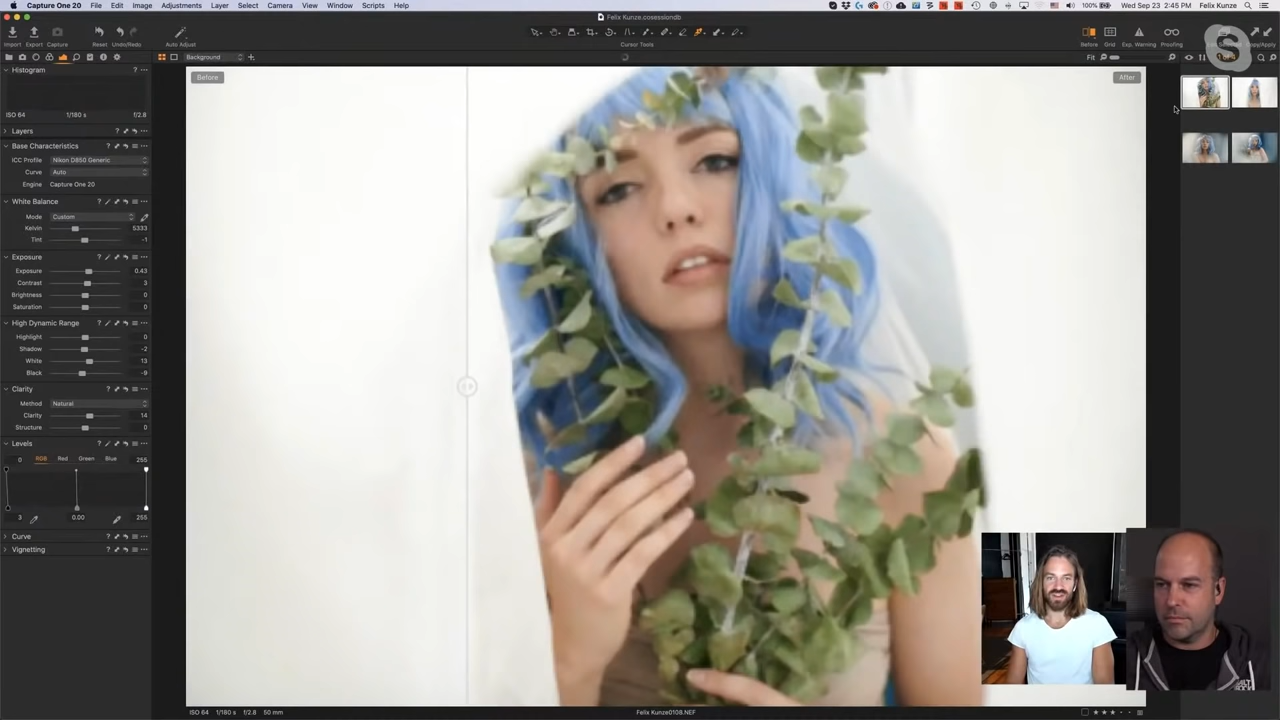 Capture One 20 File Edit Image Adjustments Layer Select Camera View Window Scripts Help
100% Wed Sep 23 2:45 PM Felix Kunze
Felix Kunze.cosessiondb
Import Export Capture Reset Undo/Redo Auto Adjust
Cursor Tools
Before Grid Exp. Warning Proofing
Copy/Apply
Background
Fit
Histogram
ISO 64 1/180 s f/2.8
Layers
Base Characteristics
ICC Profile Nikon D850 Generic
Curve Auto
Engine Capture One 20
White Balance
Mode Custom
Kelvin 5333
Tint -1
Exposure
Exposure 0.43
Contrast 3
Brightness 0
Saturation 0
High Dynamic Range
Highlight 0
Shadow -2
White 13
Black -9
Clarity
Method Natural
Clarity 14
Structure 0
Levels
0 RGB Red Green Blue 255
3 0.00 255
Curve
Vignetting
Before
After
ISO 64 1/180 s f/2.8 50 mm
Felix Kunze0108.NEF